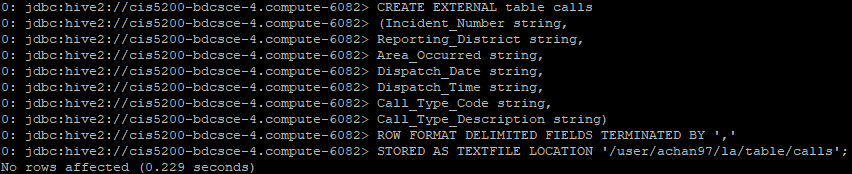 0: jdbc:hive2://cis5200-bdcsce-4.compute-6082> CREATE EXTERNAL table calls
0: jdbc:hive2://cis5200-bdcsce-4.compute-6082> (Incident_Number string,
0: jdbc:hive2://cis5200-bdcsce-4.compute-6082> Reporting_District string,
0: jdbc:hive2://cis5200-bdcsce-4.compute-6082> Area_Occurred string,
0: jdbc:hive2://cis5200-bdcsce-4.compute-6082> Dispatch_Date string,
0: jdbc:hive2://cis5200-bdcsce-4.compute-6082> Dispatch_Time string,
0: jdbc:hive2://cis5200-bdcsce-4.compute-6082> Call_Type_Code string,
0: jdbc:hive2://cis5200-bdcsce-4.compute-6082> Call_Type_Description string)
0: jdbc:hive2://cis5200-bdcsce-4.compute-6082> ROW FORMAT DELIMITED FIELDS TERMINATED BY ','
0: jdbc:hive2://cis5200-bdcsce-4.compute-6082> STORED AS TEXTFILE LOCATION '/user/achan97/la/table/calls';
No rows affected (0.229 seconds)